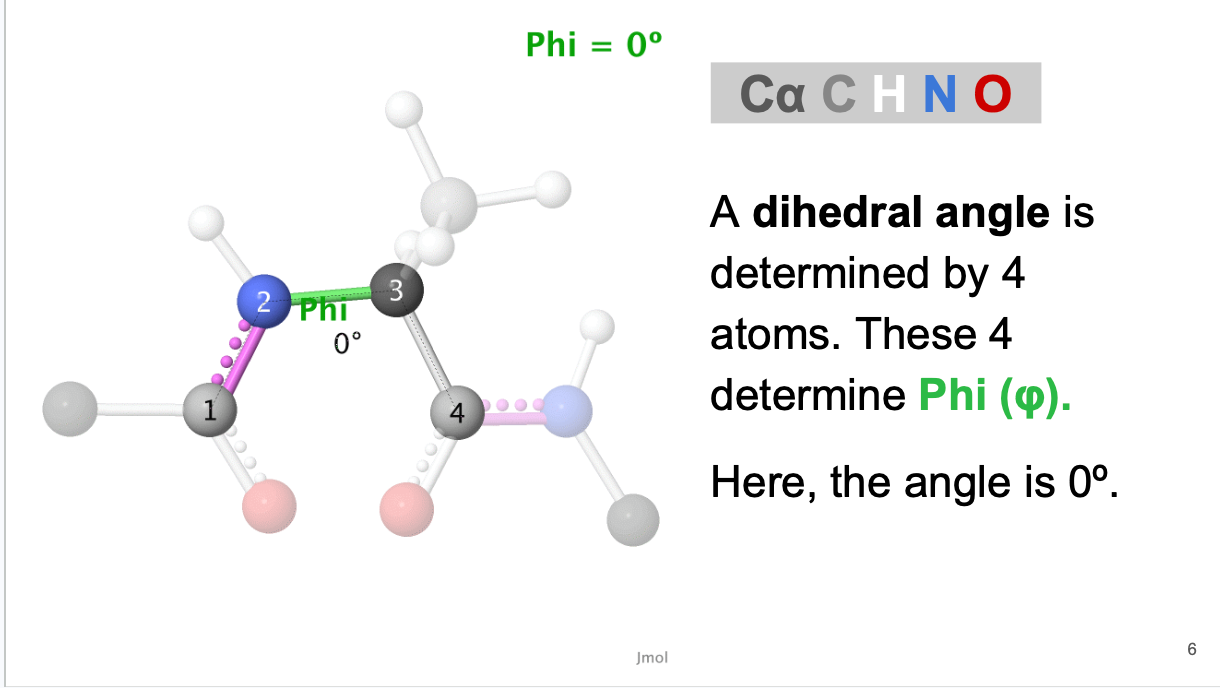 Phi = 0º
Cα C H N O
A dihedral angle is
determined by 4
atoms. These 4
determine Phi (φ).
Here, the angle is 0º.
2
Phi
3
0°
1
4
Jmol
6